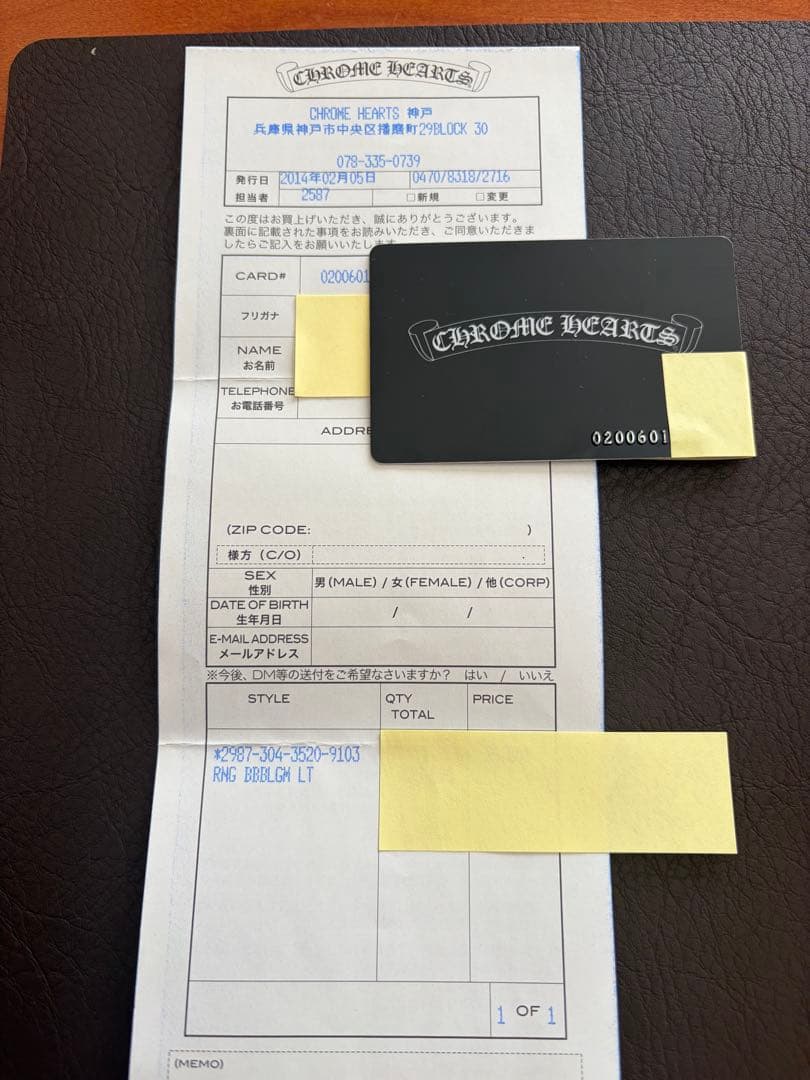 CHROME HEARTS
CHROME HEARTS 神戸
兵庫県神戸市中央区播磨町29BLOCK 30
078-335-0739
発行日 2014年02月05日 0470/8318/2716
担当者 2587 □新規 □変更
この度はお買上げいただき、誠にありがとうございます。
裏面に記載された事項をお読みいただき、ご同意いただきま
したらご記入をお願いいたします。
CARD# 0200601
フリガナ
NAME
お名前
TELEPHONE
お電話番号
ADDRE
CHROME HEARTS
0200601
(ZIP CODE: )
様方 (C/O)
SEX
性別
男(MALE) / 女(FEMALE) / 他(CORP)
DATE OF BIRTH
生年月日
/ /
E-MAIL ADDRESS
メールアドレス
※今後、DM等の送付をご希望なさいますか? はい / いいえ
STYLE QTY PRICE
TOTAL
*2987-304-3520-9103
RNG BBBLGW LT
1 OF 1
(MEMO)